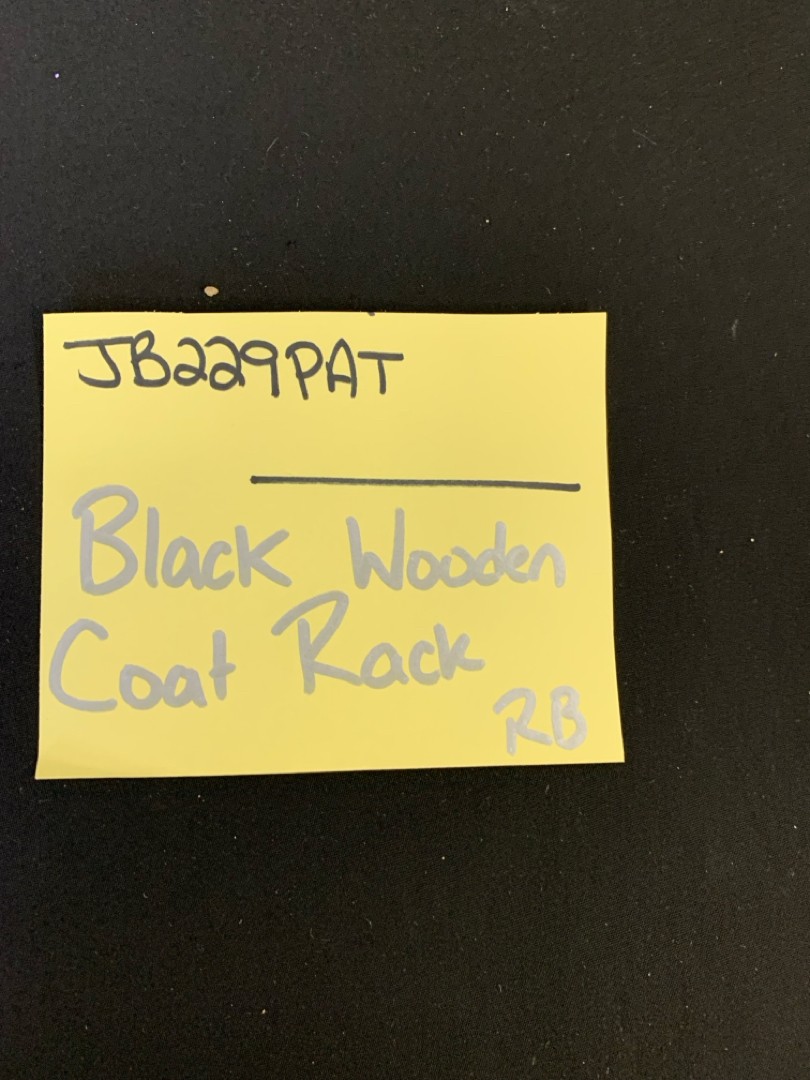 JB229PAT
Black Wooden
Coat Rack
RB